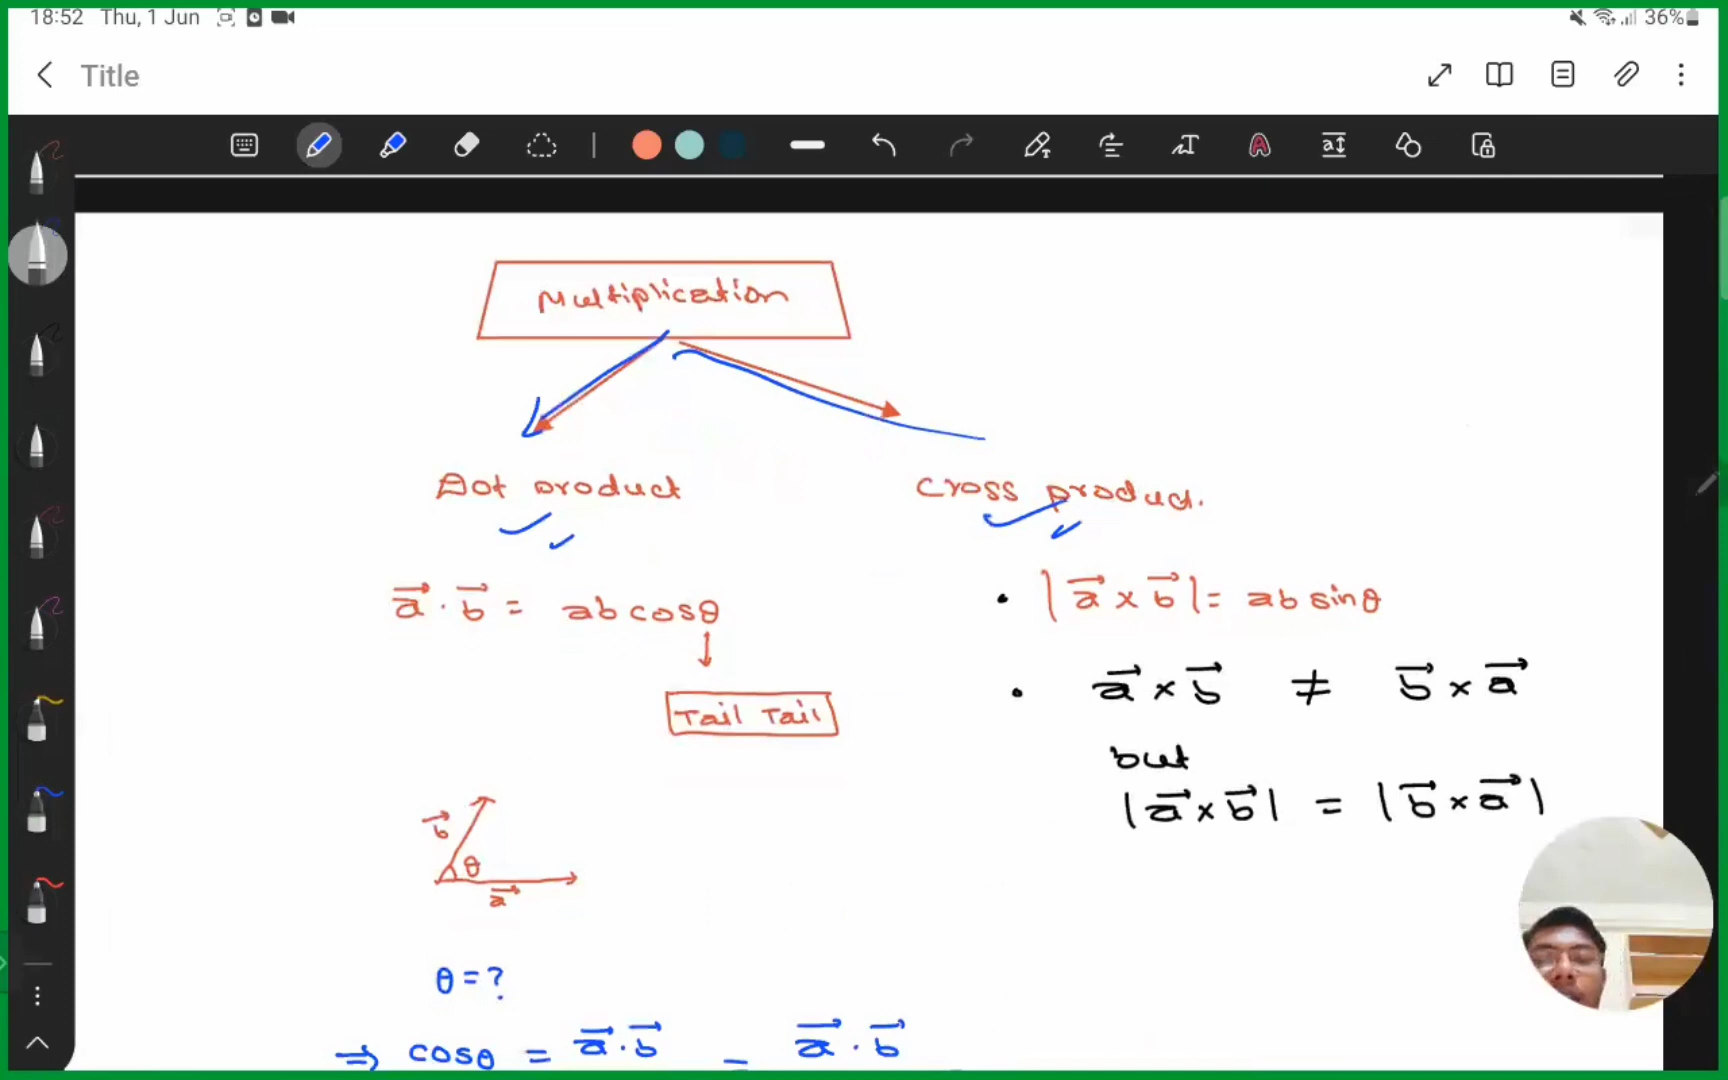 18:52 Thu, 1 Jun 36%
Title
Multiplication
Dot product
Cross product.
a⃗ · b⃗ = ab cosθ
Tail Tail
b⃗
θ
a⃗
θ = ?
⇒ cosθ = a⃗ · b⃗ = a⃗ · b⃗
• |a⃗ × b⃗| = ab sinθ
• a⃗ × b⃗ ≠ b⃗ × a⃗
but
|a⃗ × b⃗| = |b⃗ × a⃗|